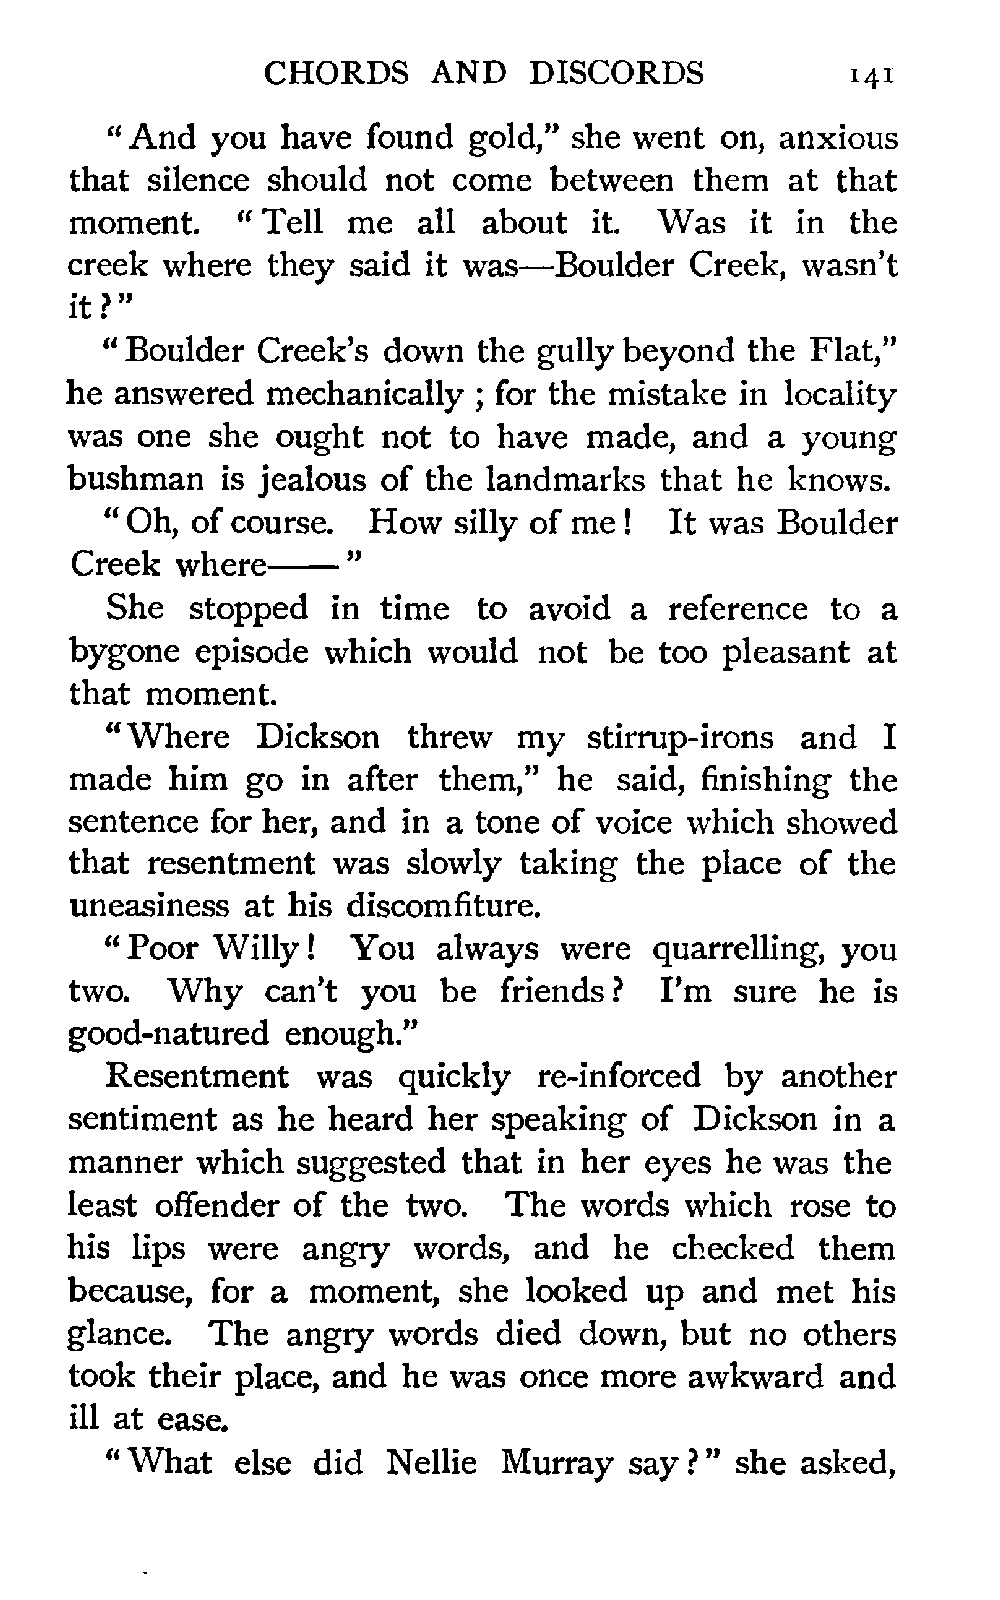 CHORDS AND DISCORDS 141
"And you have found gold," she went on, anxious
that silence should not come between them at that
moment. "Tell me all about it. Was it in the
creek where they said it was—Boulder Creek, wasn't
it?"
"Boulder Creek's down the gully beyond the Flat,"
he answered mechanically; for the mistake in locality
was one she ought not to have made, and a young
bushman is jealous of the landmarks that he knows.
"Oh, of course. How silly of me! It was Boulder
Creek where——"
She stopped in time to avoid a reference to a
bygone episode which would not be too pleasant at
that moment.
"Where Dickson threw my stirrup-irons and I
made him go in after them," he said, finishing the
sentence for her, and in a tone of voice which showed
that resentment was slowly taking the place of the
uneasiness at his discomfiture.
"Poor Willy! You always were quarrelling, you
two. Why can't you be friends? I'm sure he is
good-natured enough."
Resentment was quickly re-inforced by another
sentiment as he heard her speaking of Dickson in a
manner which suggested that in her eyes he was the
least offender of the two. The words which rose to
his lips were angry words, and he checked them
because, for a moment, she looked up and met his
glance. The angry words died down, but no others
took their place, and he was once more awkward and
ill at ease.
"What else did Nellie Murray say?" she asked,